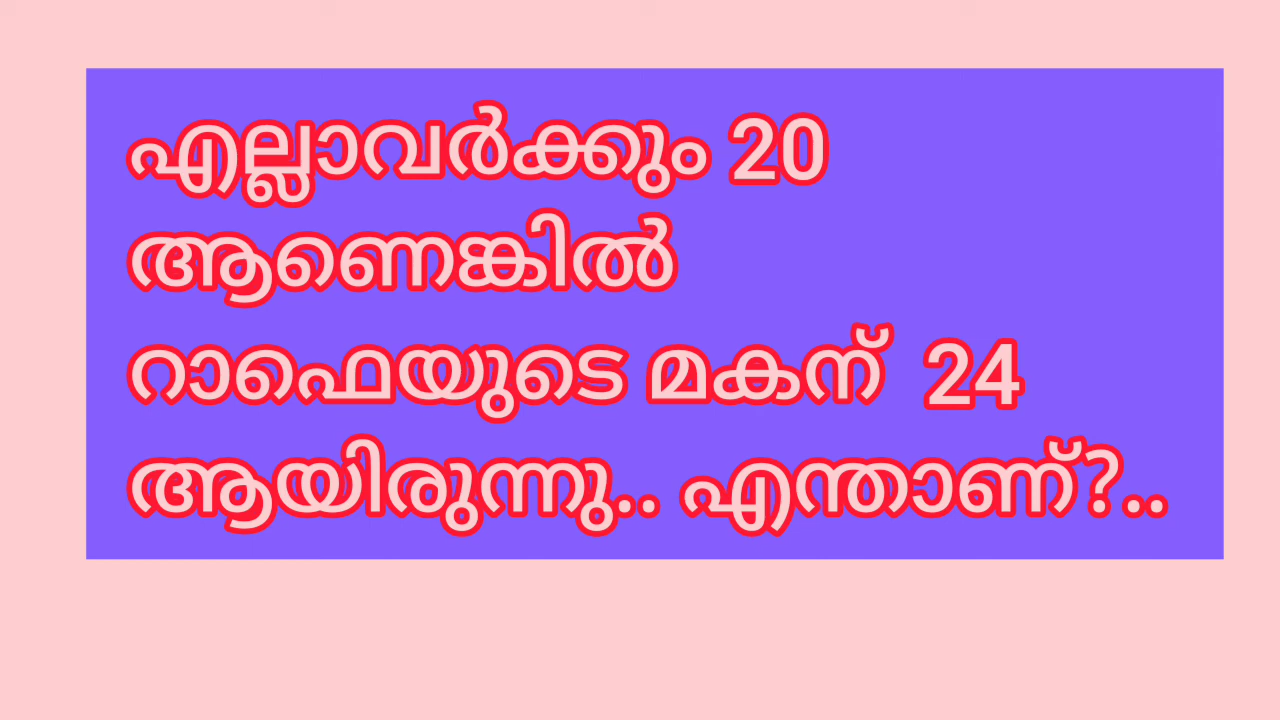 എല്ലാവർക്കും 20
ആണെങ്കിൽ
റാഫെയുടെ മകന് 24
ആയിരുന്നു.. എന്താണ്?..